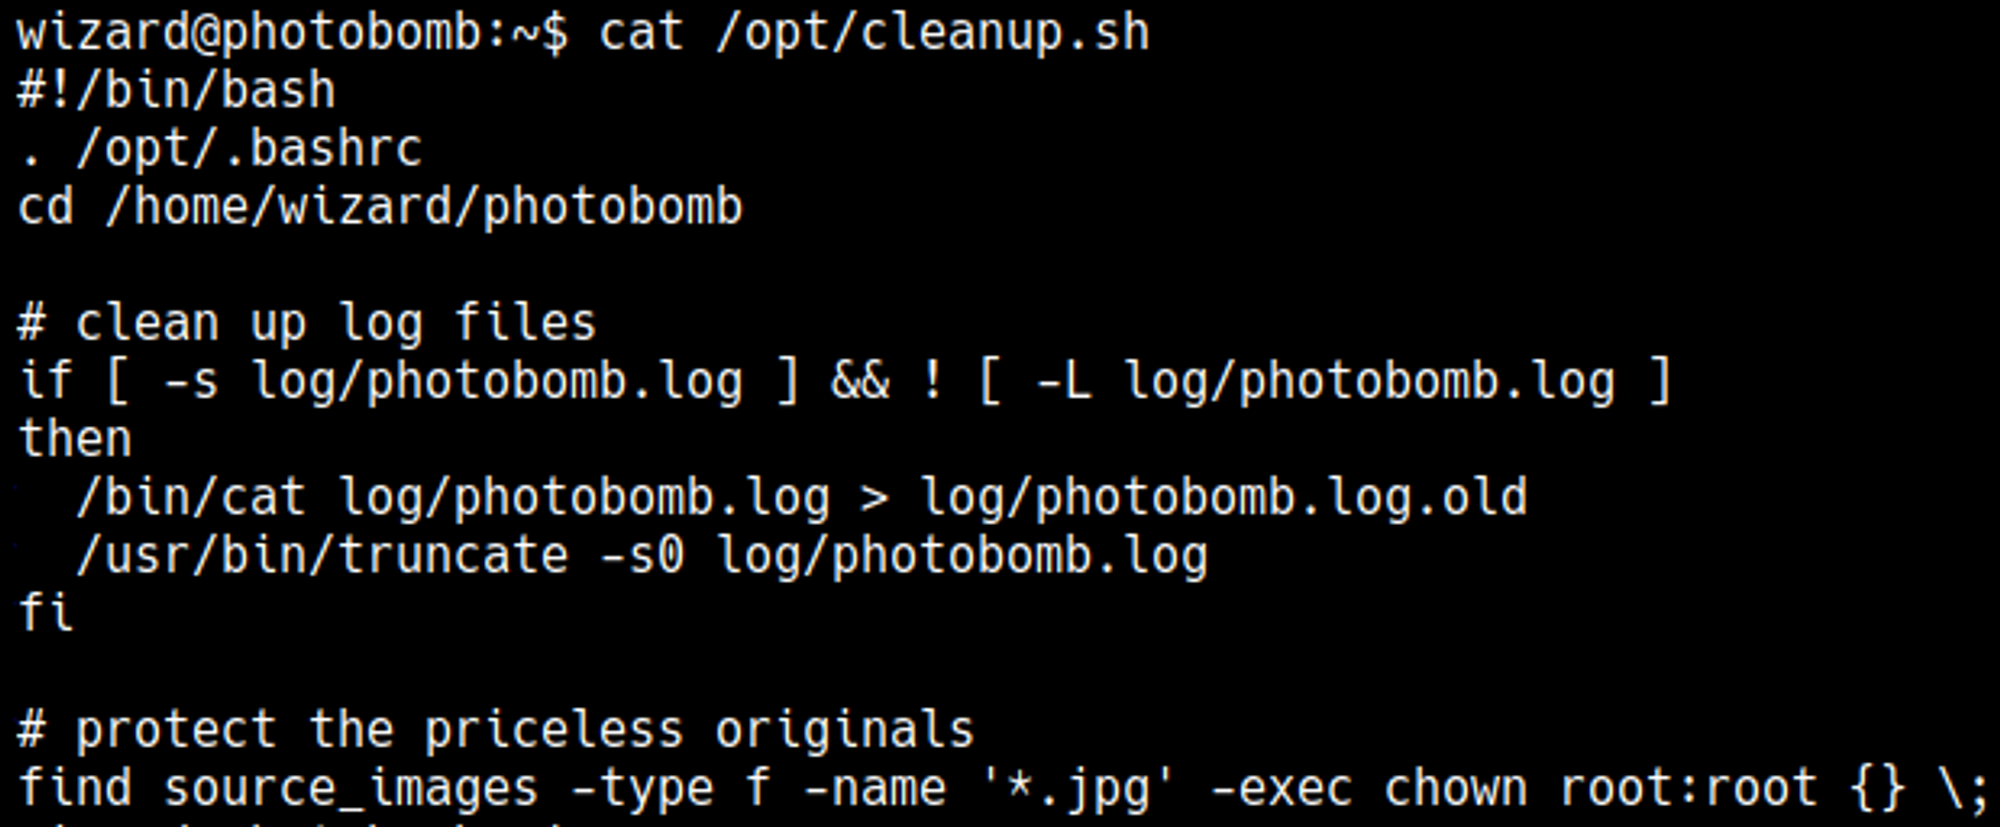 wizard@photobomb:~$ cat /opt/cleanup.sh
#!/bin/bash
. /opt/.bashrc
cd /home/wizard/photobomb

# clean up log files
if [ -s log/photobomb.log ] && ! [ -L log/photobomb.log ]
then
  /bin/cat log/photobomb.log > log/photobomb.log.old
  /usr/bin/truncate -s0 log/photobomb.log
fi

# protect the priceless originals
find source_images -type f -name '*.jpg' -exec chown root:root {} \;